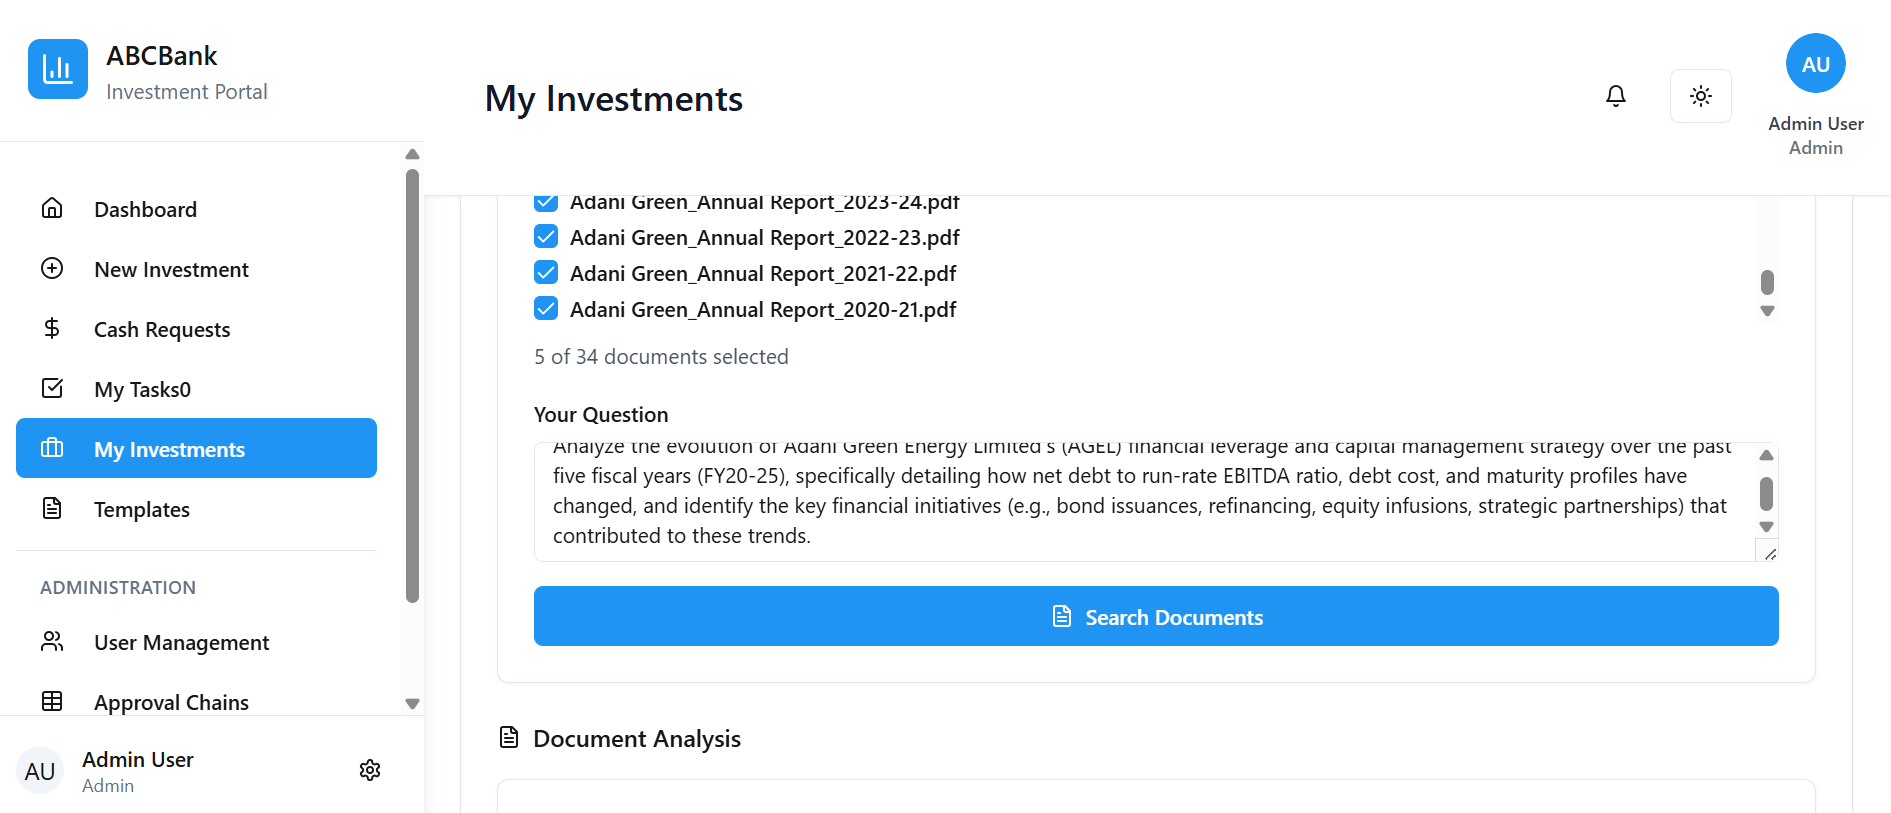 ABCBank
Investment Portal
Dashboard
New Investment
Cash Requests
My Tasks0
My Investments
Templates
ADMINISTRATION
User Management
Approval Chains
AU
Admin User
Admin
My Investments
AU
Admin User
Admin
Adani Green_Annual Report_2023-24.pdf
Adani Green_Annual Report_2022-23.pdf
Adani Green_Annual Report_2021-22.pdf
Adani Green_Annual Report_2020-21.pdf
5 of 34 documents selected
Your Question
Analyze the evolution of Adani Green Energy Limited's (AGEL) financial leverage and capital management strategy over the past
five fiscal years (FY20-25), specifically detailing how net debt to run-rate EBITDA ratio, debt cost, and maturity profiles have
changed, and identify the key financial initiatives (e.g., bond issuances, refinancing, equity infusions, strategic partnerships) that
contributed to these trends.
Search Documents
Document Analysis